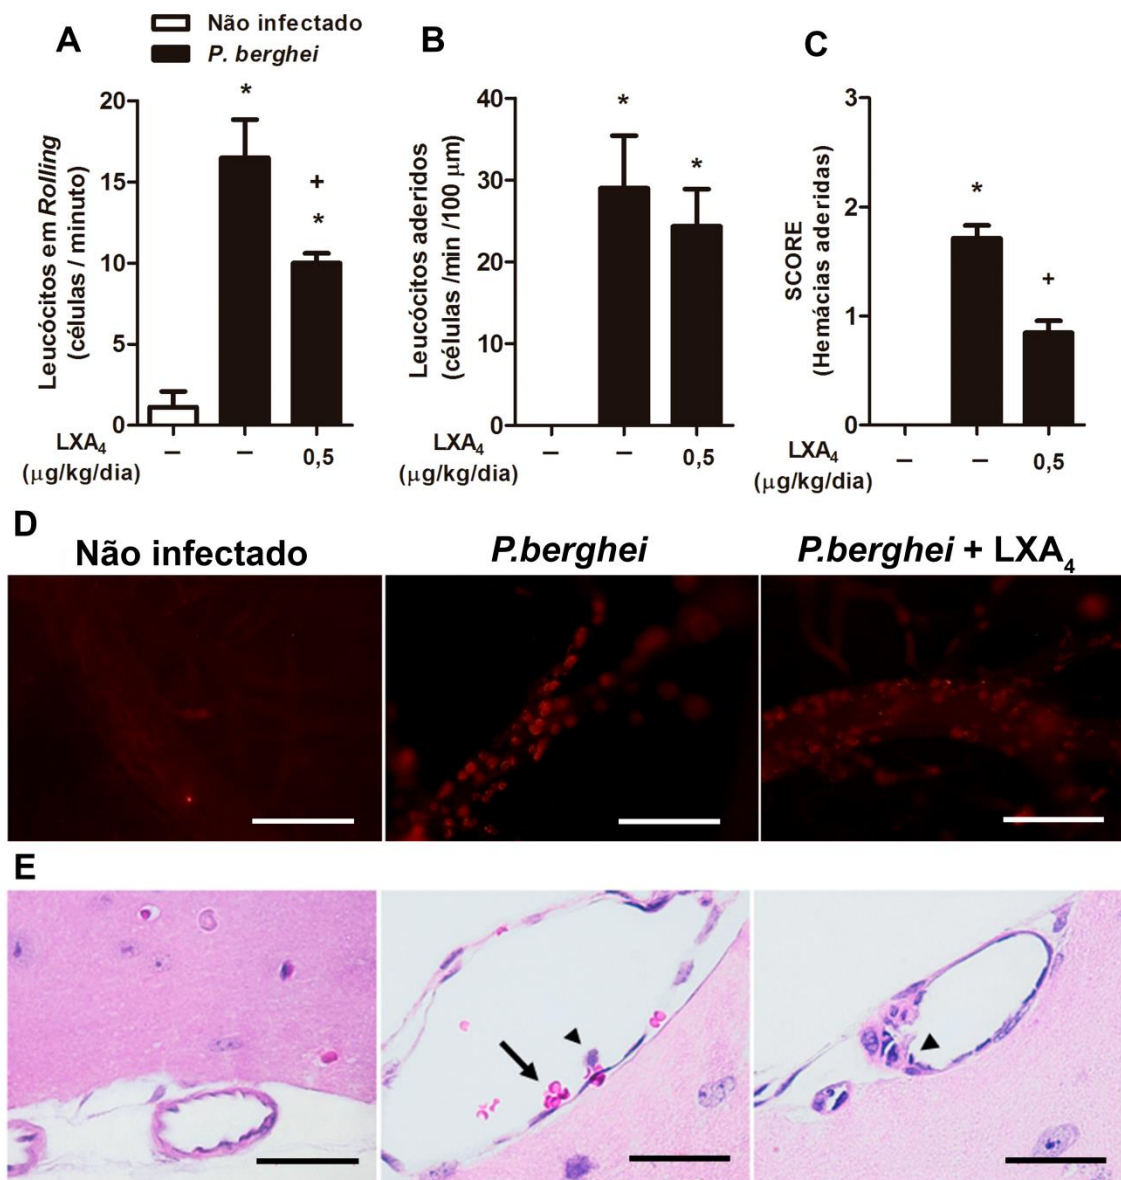 A
Não infectado
P. berghei
B
C
Leucócitos em Rolling
(células / minuto)
20
15
10
5
0
*
+
*
LXA₄
(μg/kg/dia)
–
–
0,5
Leucócitos aderidos
(células /min /100 μm)
40
30
20
10
0
*
*
LXA₄
(μg/kg/dia)
–
–
0,5
SCORE
(Hemácias aderidas)
3
2
1
0
*
+
LXA₄
(μg/kg/dia)
–
–
0,5
D
Não infectado
P.berghei
P.berghei + LXA₄
E